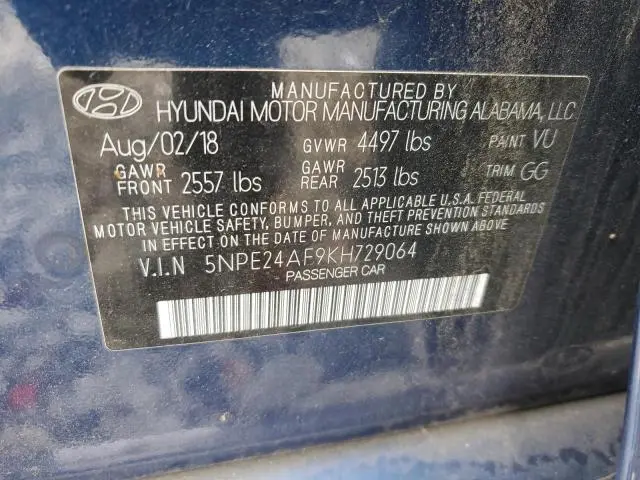 MANUFACTURED BY
HYUNDAI MOTOR MANUFACTURING ALABAMA, LLC
Aug/02/18 GVWR 4497 lbs PAINT VU
GAWR FRONT 2557 lbs GAWR REAR 2513 lbs TRIM GG
THIS VEHICLE CONFORMS TO ALL APPLICABLE U.S.A. FEDERAL
MOTOR VEHICLE SAFETY, BUMPER, AND THEFT PREVENTION STANDARDS
IN EFFECT ON THE DATE OF MANUFACTURE SHOWN ABOVE.
V.I.N 5NPE24AF9KH729064
PASSENGER CAR